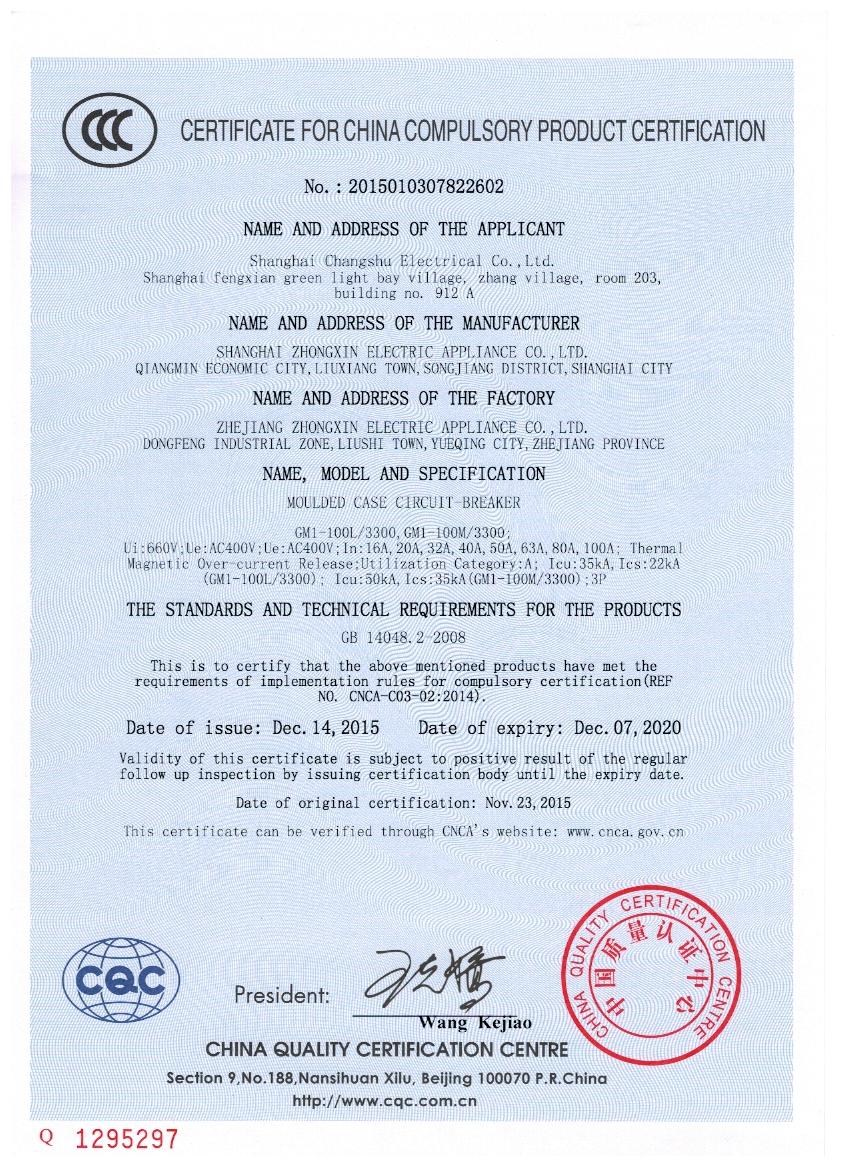 CCC
CERTIFICATE FOR CHINA COMPULSORY PRODUCT CERTIFICATION
No. : 2015010307822602
NAME AND ADDRESS OF THE APPLICANT
Shanghai Changshu Electrical Co.,Ltd.
Shanghai fengxian green light bay village, zhang village, room 203,
building no. 912 A
NAME AND ADDRESS OF THE MANUFACTURER
SHANGHAI ZHONGXIN ELECTRIC APPLIANCE CO.,LTD.
QIANGMIN ECONOMIC CITY,LIUXIANG TOWN,SONGJIANG DISTRICT,SHANGHAI CITY
NAME AND ADDRESS OF THE FACTORY
ZHEJIANG ZHONGXIN ELECTRIC APPLIANCE CO.,LTD.
DONGFENG INDUSTRIAL ZONE,LIUSHI TOWN,YUEQING CITY,ZHEJIANG PROVINCE
NAME, MODEL AND SPECIFICATION
MOULDED CASE CIRCUIT-BREAKER
GM1-100L/3300,GM1-100M/3300;
Ui:660V;Ue:AC400V;Ue:AC400V;In:16A,20A,32A,40A,50A,63A,80A,100A; Thermal
Magnetic Over-current Release;Utilization Category:A; Icu:35kA,Ics:22kA
(GM1-100L/3300); Icu:50kA,Ics:35kA(GM1-100M/3300);3P
THE STANDARDS AND TECHNICAL REQUIREMENTS FOR THE PRODUCTS
GB 14048.2-2008
This is to certify that the above mentioned products have met the
requirements of implementation rules for compulsory certification(REF
NO. CNCA-C03-02:2014).
Date of issue: Dec.14,2015 Date of expiry: Dec.07,2020
Validity of this certificate is subject to positive result of the regular
follow up inspection by issuing certification body until the expiry date.
Date of original certification: Nov.23,2015
This certificate can be verified through CNCA's website: www.cnca.gov.cn
CQC
President:
王克娇
Wang Kejiao
CHINA QUALITY CERTIFICATION CENTRE
中国质量认证中心
CHINA QUALITY CERTIFICATION CENTRE
Section 9,No.188,Nansihuan Xilu, Beijing 100070 P.R.China
http://www.cqc.com.cn
Q 1295297